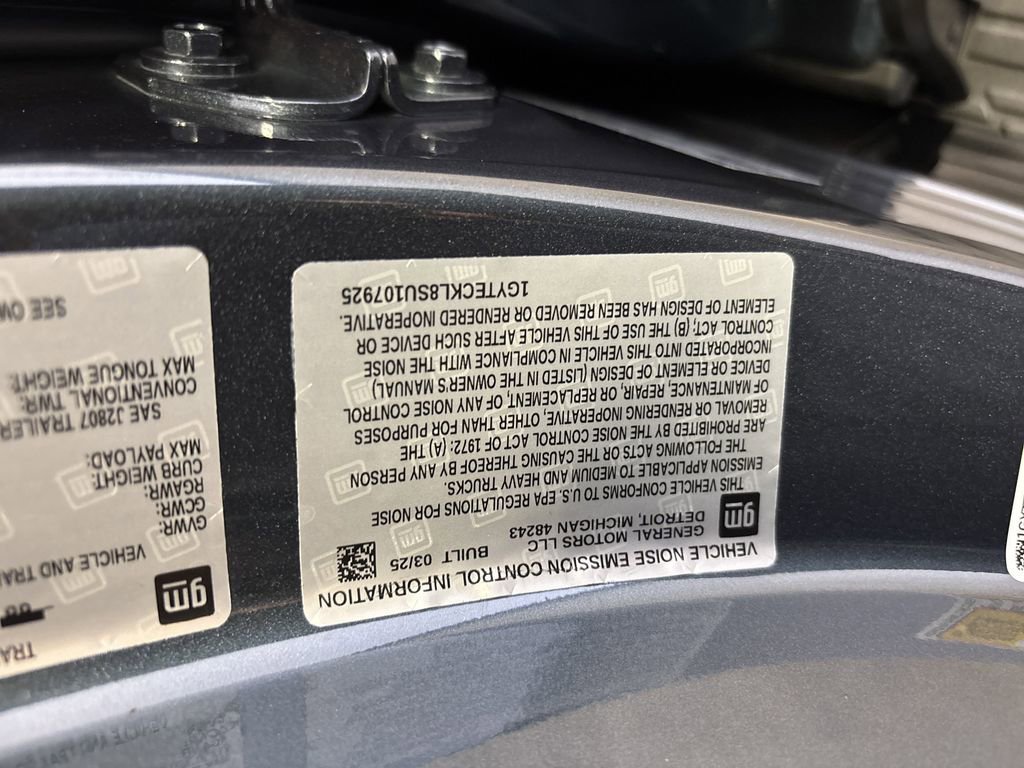 VEHICLE NOISE EMISSION CONTROL INFORMATION
gm
GENERAL MOTORS LLC
DETROIT, MICHIGAN 48243
BUILT 03/25
THIS VEHICLE CONFORMS TO U.S. EPA REGULATIONS FOR NOISE
EMISSION APPLICABLE TO MEDIUM AND HEAVY TRUCKS.
THE FOLLOWING ACTS OR THE CAUSING THEREOF BY ANY PERSON
ARE PROHIBITED BY THE NOISE CONTROL ACT OF 1972: (A) THE
REMOVAL OR RENDERING INOPERATIVE, OTHER THAN FOR PURPOSES
OF MAINTENANCE, REPAIR, OR REPLACEMENT, OF ANY NOISE CONTROL
DEVICE OR ELEMENT OF DESIGN (LISTED IN THE OWNER'S MANUAL)
INCORPORATED INTO THIS VEHICLE IN COMPLIANCE WITH THE NOISE
CONTROL ACT; (B) THE USE OF THIS VEHICLE AFTER SUCH DEVICE OR
ELEMENT OF DESIGN HAS BEEN REMOVED OR RENDERED INOPERATIVE.
1GYTECKL8SU107925
gm
VEHICLE AND TRAI
GVWR:
GCWR:
RGAWR:
CURB WEIGHT:
MAX PAYLOAD:
SAE J2807 TRAILER
CONVENTIONAL TWR:
MAX TONGUE WEIGHT:
SEE OW